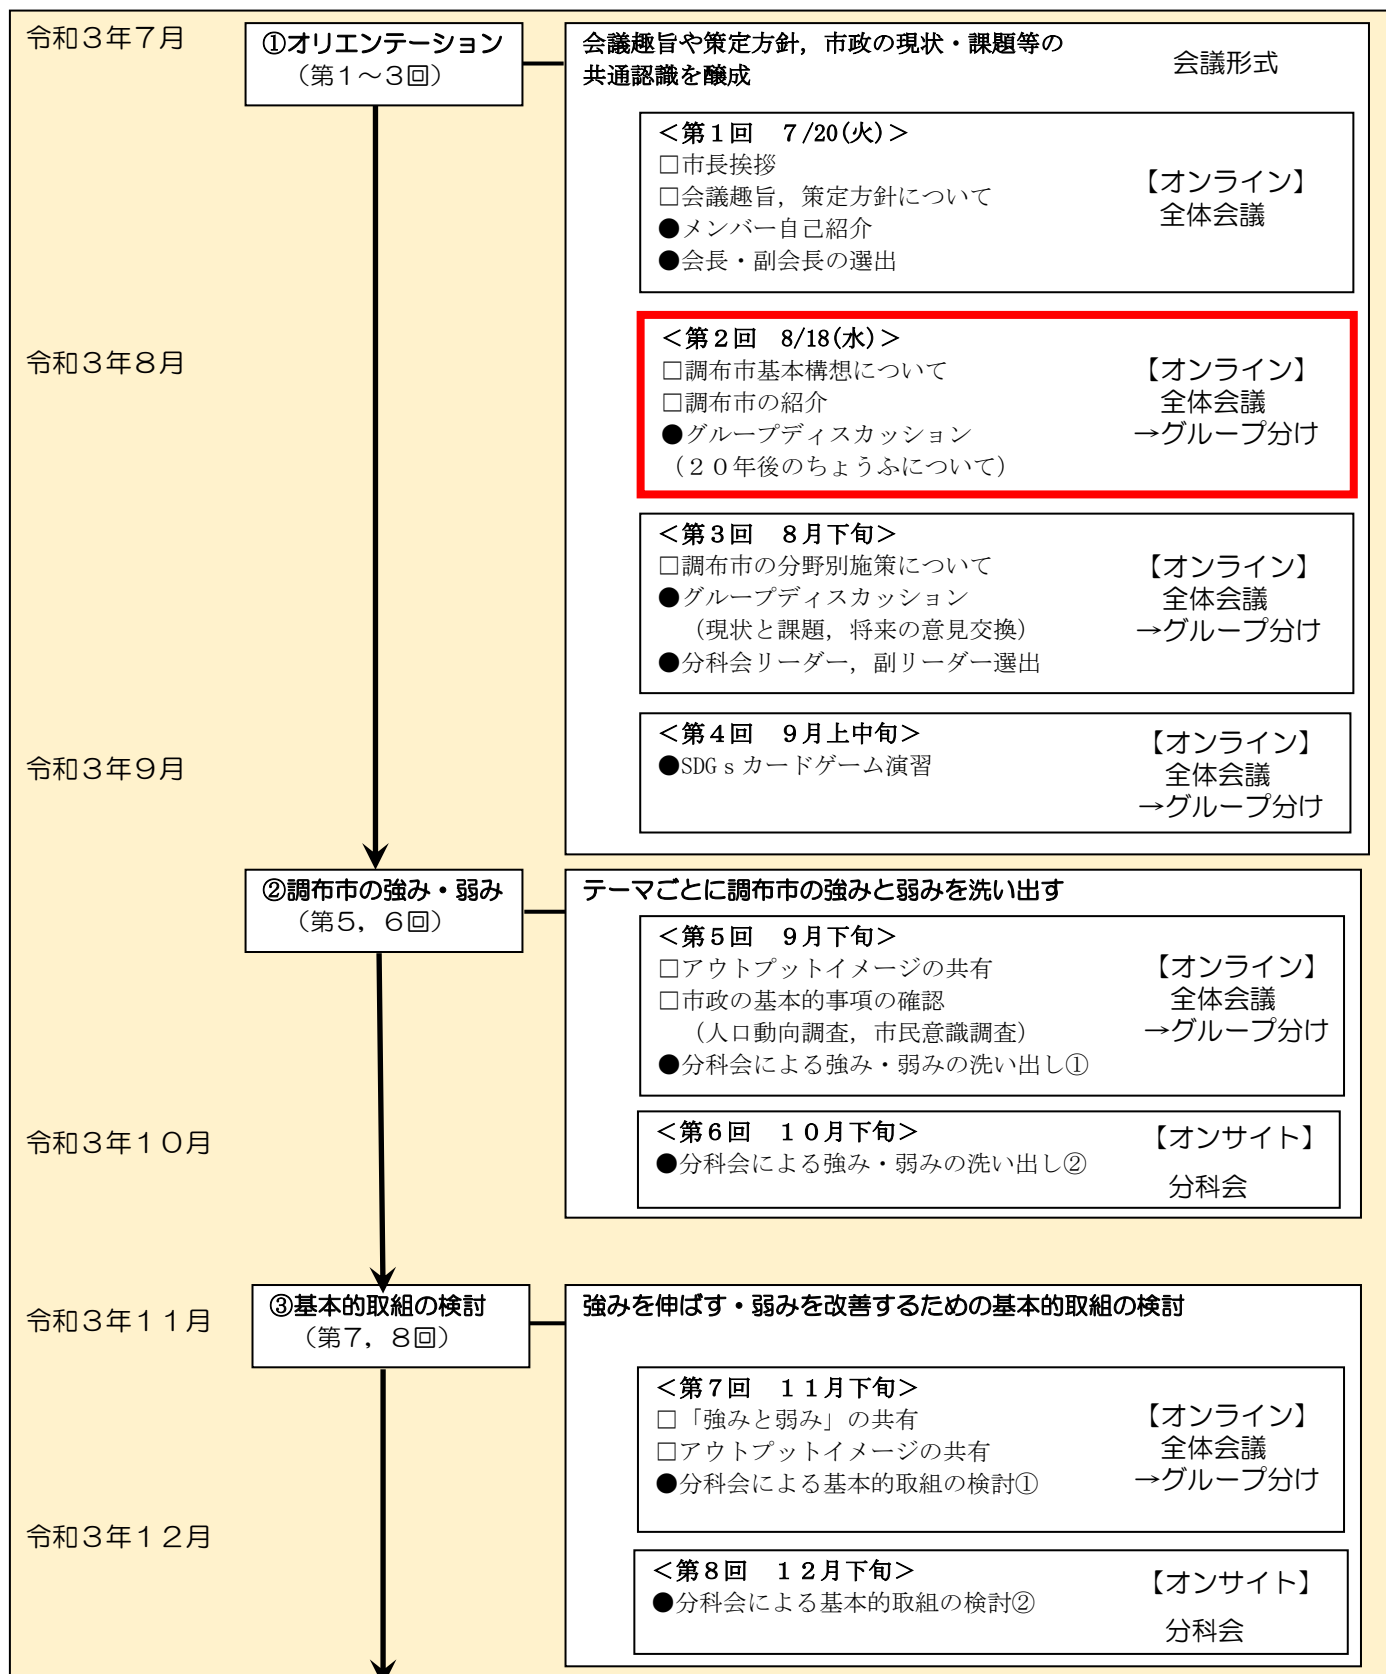 令和３年７月
①オリエンテーション
（第１～３回）
会議趣旨や策定方針，市政の現状・課題等の
共通認識を醸成
会議形式
＜第１回　７/20(火)＞
□市長挨拶
□会議趣旨，策定方針について
●メンバー自己紹介
●会長・副会長の選出
【オンライン】
全体会議
令和３年８月
＜第２回　8/18(水)＞
□調布市基本構想について
□調布市の紹介
●グループディスカッション
（２０年後のちょうふについて）
【オンライン】
全体会議
→グループ分け
＜第３回　８月下旬＞
□調布市の分野別施策について
●グループディスカッション
（現状と課題，将来の意見交換）
●分科会リーダー，副リーダー選出
【オンライン】
全体会議
→グループ分け
令和３年９月
＜第４回　９月上中旬＞
●SDGｓカードゲーム演習
【オンライン】
全体会議
→グループ分け
②調布市の強み・弱み
（第５，６回）
テーマごとに調布市の強みと弱みを洗い出す
＜第５回　９月下旬＞
□アウトプットイメージの共有
□市政の基本的事項の確認
（人口動向調査，市民意識調査）
●分科会による強み・弱みの洗い出し①
【オンライン】
全体会議
→グループ分け
令和３年１０月
＜第６回　１０月下旬＞
●分科会による強み・弱みの洗い出し②
【オンサイト】
分科会
令和３年１１月
③基本的取組の検討
（第７，８回）
強みを伸ばす・弱みを改善するための基本的取組の検討
＜第７回　１１月下旬＞
□「強みと弱み」の共有
□アウトプットイメージの共有
●分科会による基本的取組の検討①
【オンライン】
全体会議
→グループ分け
令和３年１２月
＜第８回　１２月下旬＞
●分科会による基本的取組の検討②
【オンサイト】
分科会